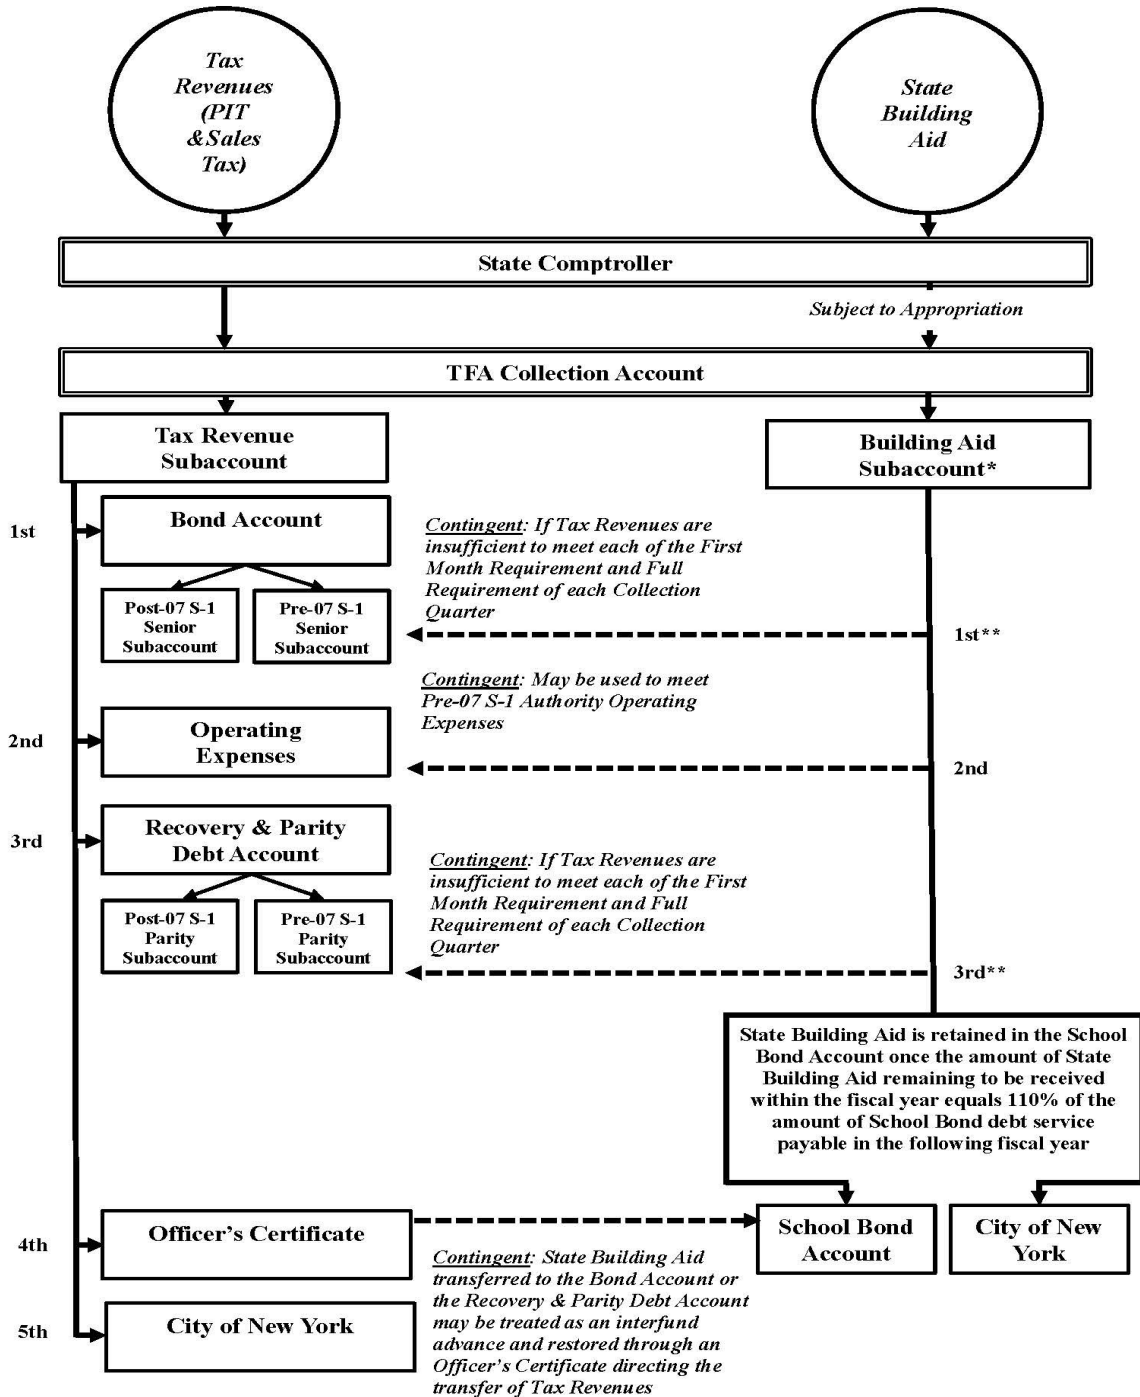 Tax
Revenues
(PIT
&Sales
Tax)
State
Building
Aid
State Comptroller
Subject to Appropriation
TFA Collection Account
Tax Revenue
Subaccount
Building Aid
Subaccount*
1st
Bond Account
Contingent: If Tax Revenues are
insufficient to meet each of the First
Month Requirement and Full
Requirement of each Collection
Quarter
Post-07 S-1
Senior
Subaccount
Pre-07 S-1
Senior
Subaccount
1st**
Contingent: May be used to meet
Pre-07 S-1 Authority Operating
Expenses
2nd
Operating
Expenses
2nd
3rd
Recovery & Parity
Debt Account
Contingent: If Tax Revenues are
insufficient to meet each of the First
Month Requirement and Full
Requirement of each Collection
Quarter
Post-07 S-1
Parity
Subaccount
Pre-07 S-1
Parity
Subaccount
3rd**
State Building Aid is retained in the School
Bond Account once the amount of State
Building Aid remaining to be received
within the fiscal year equals 110% of the
amount of School Bond debt service
payable in the following fiscal year
4th
Officer's Certificate
School Bond
Account
City of New
York
Contingent: State Building Aid
transferred to the Bond Account or
the Recovery & Parity Debt Account
may be treated as an interfund
advance and restored through an
Officer's Certificate directing the
transfer of Tax Revenues
5th
City of New York